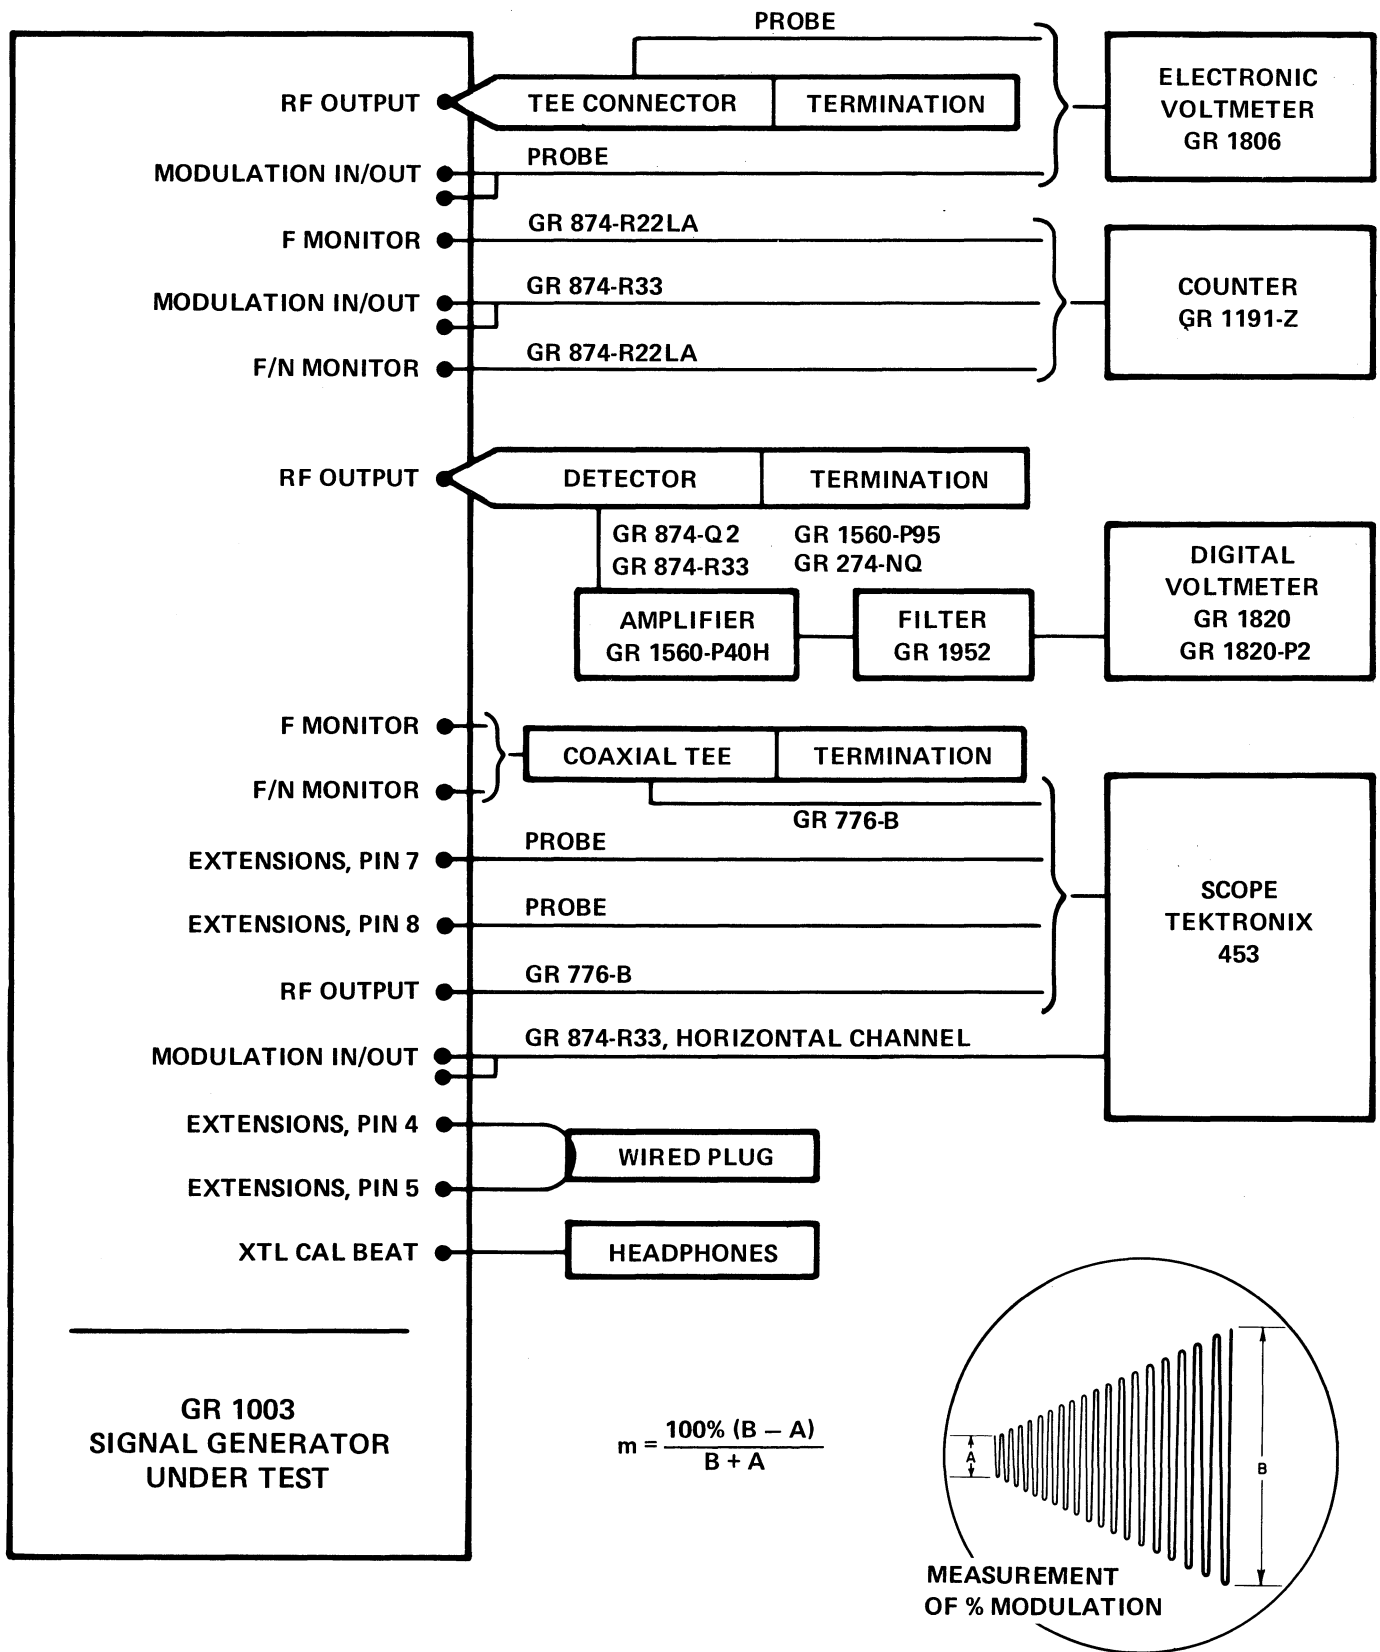 PROBE
RF OUTPUT
TEE CONNECTOR
TERMINATION
ELECTRONIC
VOLTMETER
GR 1806
MODULATION IN/OUT
PROBE
F MONITOR
GR 874-R22LA
MODULATION IN/OUT
GR 874-R33
F/N MONITOR
GR 874-R22LA
COUNTER
GR 1191-Z
RF OUTPUT
DETECTOR
TERMINATION
GR 874-Q2
GR 874-R33
GR 1560-P95
GR 274-NQ
AMPLIFIER
GR 1560-P40H
FILTER
GR 1952
DIGITAL
VOLTMETER
GR 1820
GR 1820-P2
F MONITOR
F/N MONITOR
COAXIAL TEE
TERMINATION
GR 776-B
EXTENSIONS, PIN 7
PROBE
EXTENSIONS, PIN 8
PROBE
RF OUTPUT
GR 776-B
SCOPE
TEKTRONIX
453
MODULATION IN/OUT
GR 874-R33, HORIZONTAL CHANNEL
EXTENSIONS, PIN 4
WIRED PLUG
EXTENSIONS, PIN 5
XTL CAL BEAT
HEADPHONES
GR 1003
SIGNAL GENERATOR
UNDER TEST
m = 100% (B – A)
B + A
A
B
MEASUREMENT
OF % MODULATION